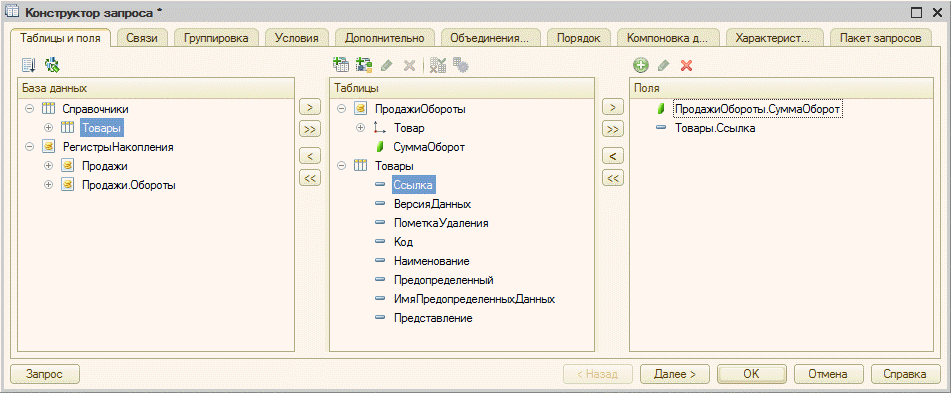 Конструктор запроса *
Таблицы и поля
Связи
Группировка
Условия
Дополнительно
Объединения...
Порядок
Компоновка д...
Характерист...
Пакет запросов
База данных
Справочники
Товары
РегистрыНакопления
Продажи
Продажи.Обороты
>
>>
<
<<
Таблицы
ПродажиОбороты
Товар
СуммаОборот
Товары
Ссылка
ВерсияДанных
ПометкаУдаления
Код
Наименование
Предопределенный
ИмяПредопределенныхДанных
Представление
>
>>
<
<<
Поля
ПродажиОбороты.СуммаОборот
Товары.Ссылка
Запрос
< Назад
Далее >
OK
Отмена
Справка